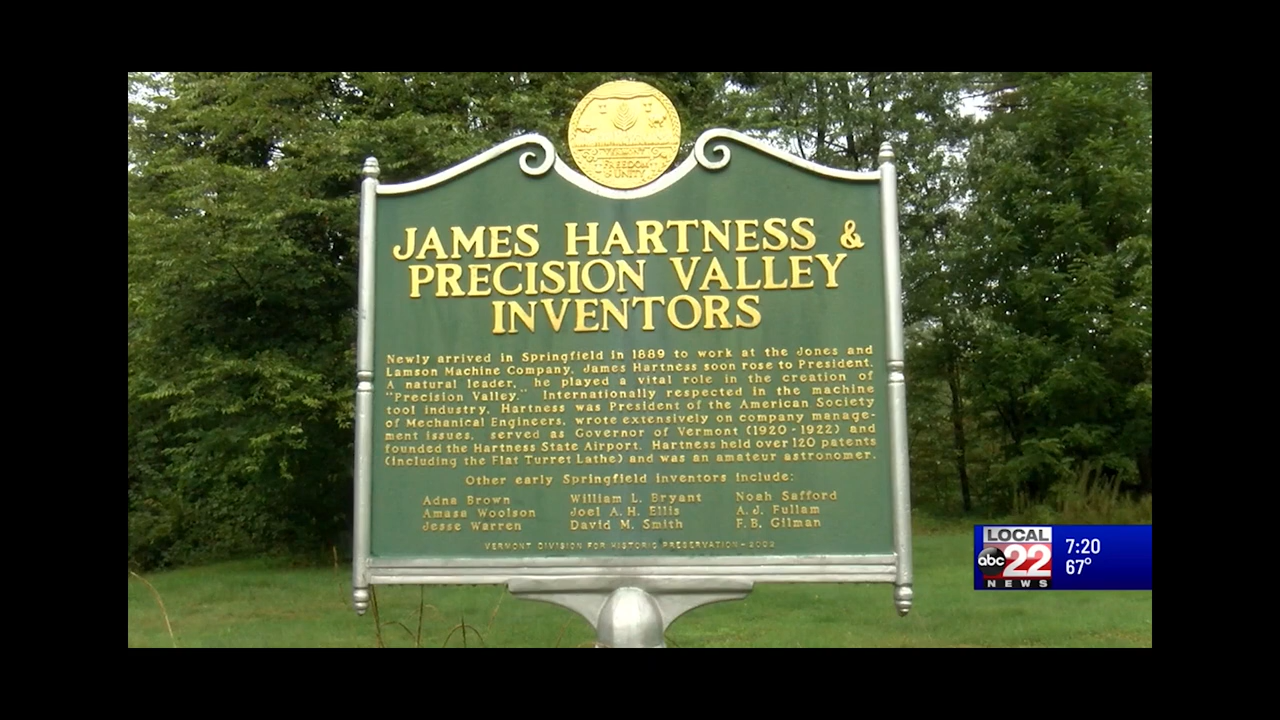 FREEDOM
& UNITY
JAMES HARTNESS &
PRECISION VALLEY
INVENTORS
Newly arrived in Springfield in 1889 to work at the Jones and
Lamson Machine Company, James Hartness soon rose to President.
A natural leader, he played a vital role in the creation of
"Precision Valley." Internationally respected in the machine
tool industry, Hartness was President of the American Society
of Mechanical Engineers, wrote extensively on company manage-
ment issues, served as Governor of Vermont (1920-1922) and
founded the Hartness State Airport. Hartness held over 120 patents
(including the Flat Turret Lathe) and was an amateur astronomer.
Other early Springfield inventors include:
Adna Brown William L. Bryant Noah Safford
Amasa Woolson Joel A. H. Ellis A. J. Fullam
Jesse Warren David M. Smith F. B. Gilman
VERMONT DIVISION FOR HISTORIC PRESERVATION-2002
LOCAL
abc 22
NEWS
7:20
67°